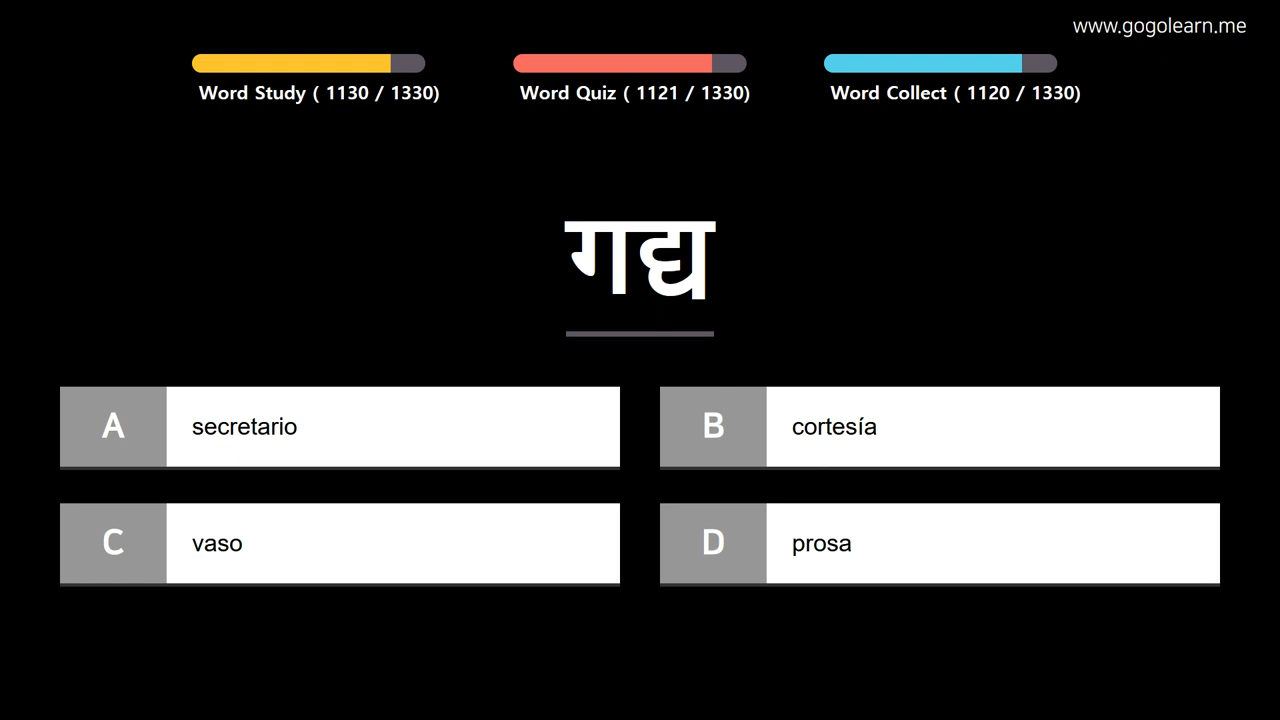 www.gogolearn.me
Word Study ( 1130 / 1330)
Word Quiz ( 1121 / 1330)
Word Collect ( 1120 / 1330)
गद्य
A secretario
B cortesía
C vaso
D prosa